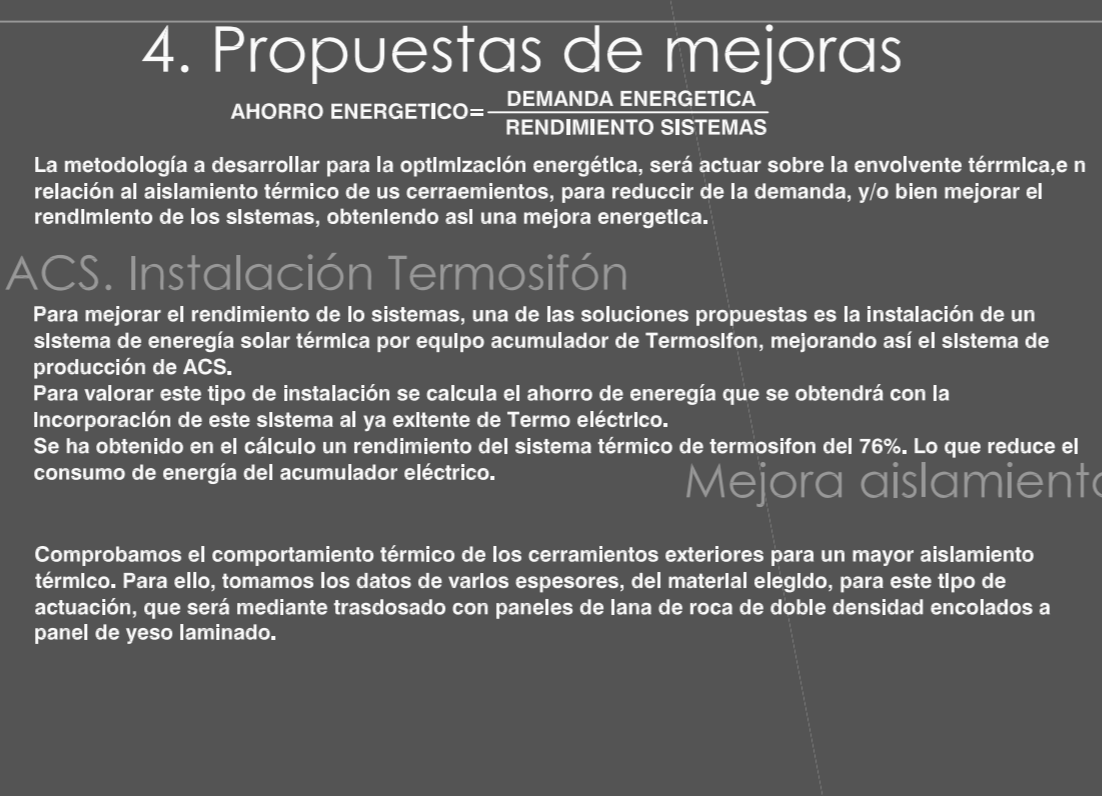 4. Propuestas de mejoras
AHORRO ENERGETICO= DEMANDA ENERGETICA
RENDIMIENTO SISTEMAS
La metodología a desarrollar para la optimización energética, será actuar sobre la envolvente térrmica,e n
relación al aislamiento térmico de us cerraemientos, para reduccir de la demanda, y/o bien mejorar el
rendimiento de los sistemas, obteniendo asi una mejora energetica.
ACS. Instalación Termosifón
Para mejorar el rendimiento de lo sistemas, una de las soluciones propuestas es la instalación de un
sistema de eneregía solar térmica por equipo acumulador de Termosifon, mejorando así el sistema de
producción de ACS.
Para valorar este tipo de instalación se calcula el ahorro de eneregía que se obtendrá con la
incorporación de este sistema al ya exitente de Termo eléctrico.
Se ha obtenido en el cálculo un rendimiento del sistema térmico de termosifon del 76%. Lo que reduce el
consumo de energía del acumulador eléctrico.
Mejora aislamiento
Comprobamos el comportamiento térmico de los cerramientos exteriores para un mayor aislamiento
térmico. Para ello, tomamos los datos de varios espesores, del material elegido, para este tipo de
actuación, que será mediante trasdosado con paneles de lana de roca de doble densidad encolados a
panel de yeso laminado.